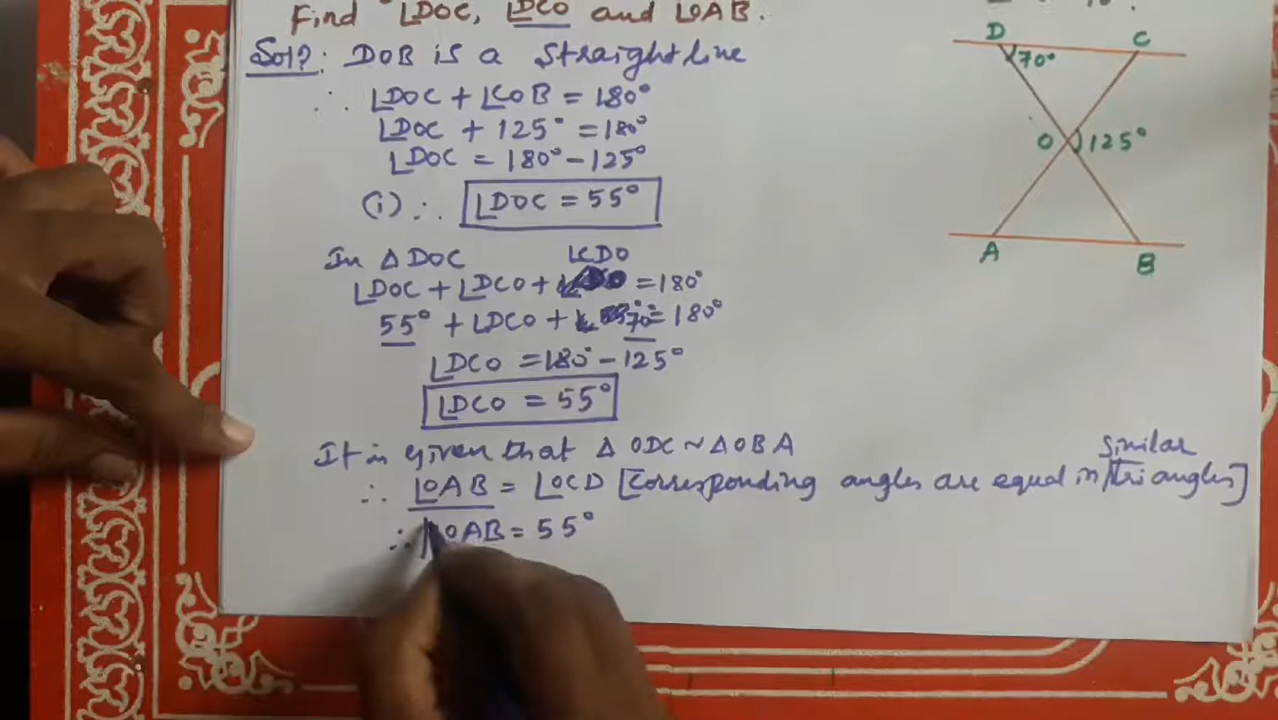 Find ∟DOC, ∟DCO and ∟OAB.
Soln: DOB is a Straight line
∴ ∟DOC + ∟COB = 180°
∟DOC + 125° = 180°
∟DOC = 180° - 125°
(i) ∴ ∟DOC = 55°
In Δ DOC
∟CDO
∟DOC + ∟DCO + = 180°
55° + ∟DCO + 70° = 180°
∟DCO = 180° - 125°
∟DCO = 55°
It is given that Δ ODC ~ Δ OBA
Similar
∴ ∟OAB = ∟OCD [Corresponding angles are equal in / triangles]
∴ ∟OAB = 55°
D
C
70°
O
125°
A
B